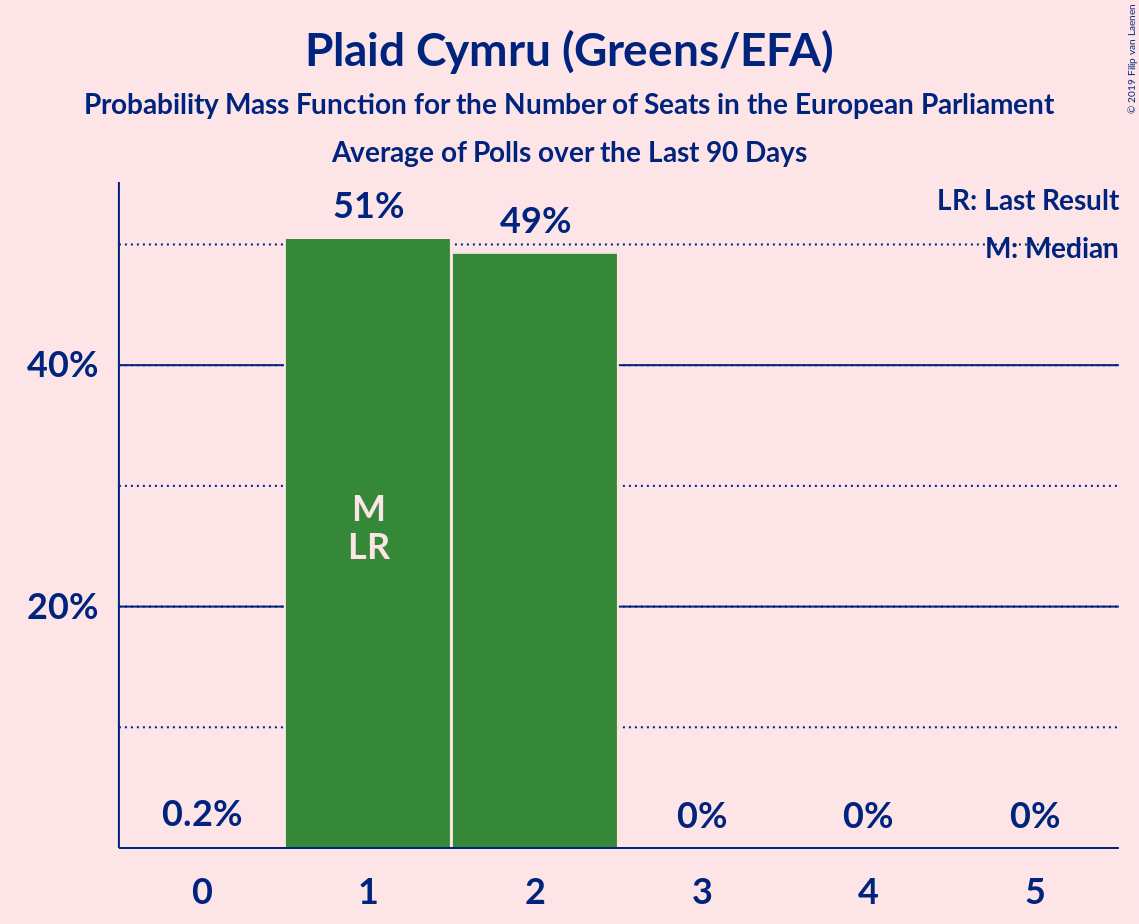 Plaid Cymru (Greens/EFA)
Probability Mass Function for the Number of Seats in the European Parliament
Average of Polls over the Last 90 Days
© 2019 Filip van Laenen
LR: Last Result
M: Median
51%
49%
40%
20%
M
LR
0.2%
0%
0%
0%
0
1
2
3
4
5